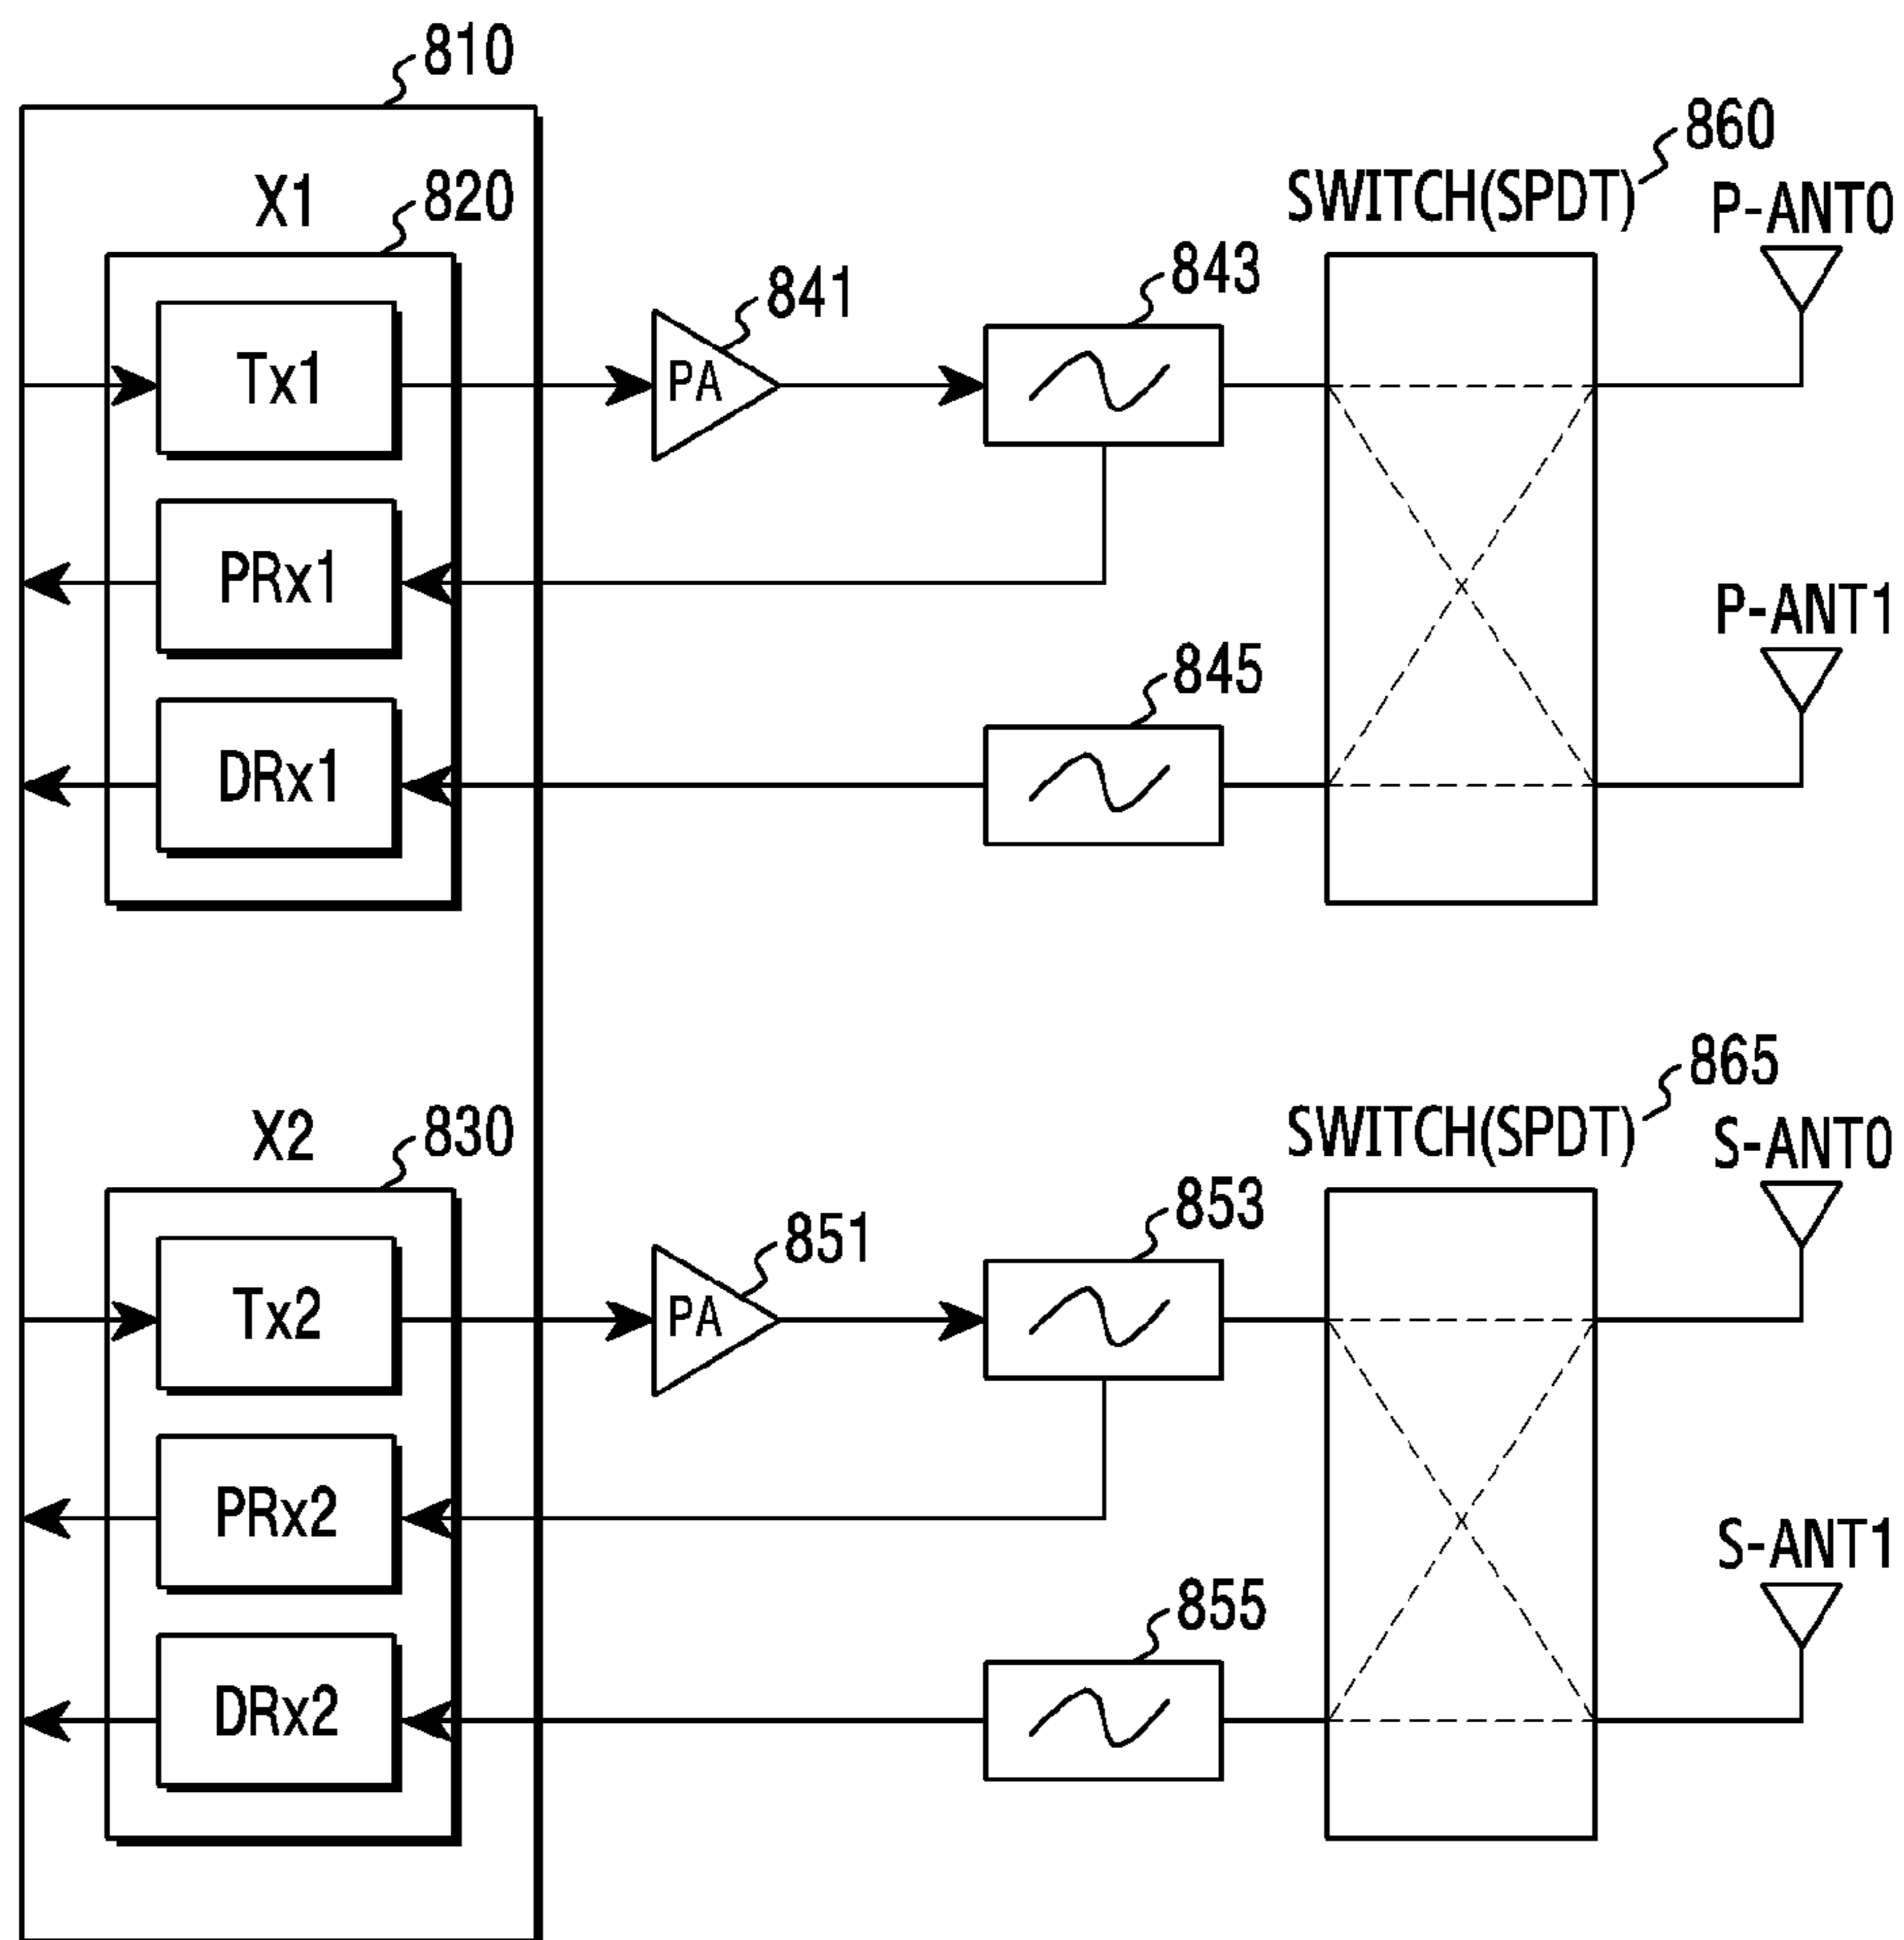 810
X1
820
SWITCH(SPDT)
860
P-ANT0
Tx1
PA
841
843
PRx1
P-ANT1
DRx1
845
X2
830
SWITCH(SPDT)
865
S-ANT0
Tx2
PA
851
853
PRx2
S-ANT1
DRx2
855